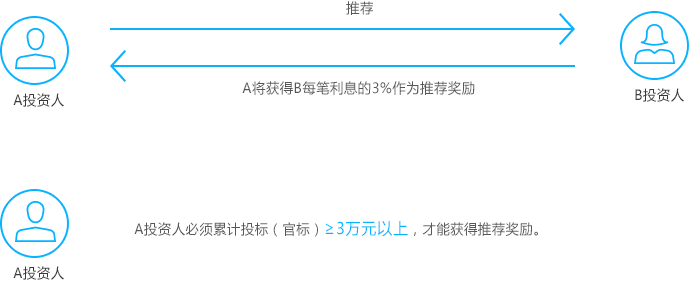 推荐
A将获得B每笔利息的3%作为推荐奖励
A投资人
B投资人
A投资人必须累计投标（官标）≥3万元以上，才能获得推荐奖励。
A投资人